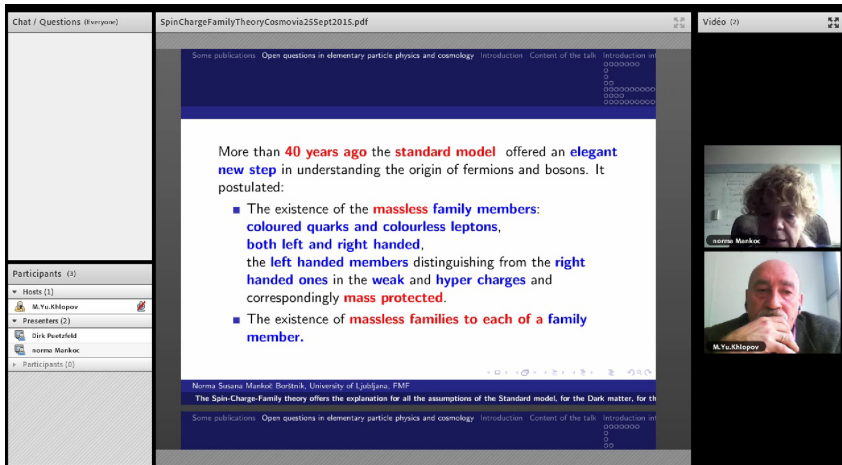 Chat / Questions (Everyone)
SpinChargeFamilyTheoryCosmovia25Sept2015.pdf
Vidéo (2)
Some publications Open questions in elementary particle physics and cosmology Introduction Content of the talk Introduction int
More than 40 years ago the standard model offered an elegant
new step in understanding the origin of fermions and bosons. It
postulated:
The existence of the massless family members:
coloured quarks and colourless leptons,
both left and right handed,
the left handed members distinguishing from the right
handed ones in the weak and hyper charges and
correspondingly mass protected.
The existence of massless families to each of a family
member.
Norma Susana Mankoč Borštnik, University of Ljubljana, FMF
The Spin-Charge-Family theory offers the explanation for all the assumptions of the Standard model, for the Dark matter, for th
Some publications Open questions in elementary particle physics and cosmology Introduction Content of the talk Introduction int
Participants (3)
Hosts (1)
M.Yu.Khlopov
Presenters (2)
Dirk Puetzfeld
norma Mankoc
Participants (0)
norma Mankoc
M.Yu.Khlopov